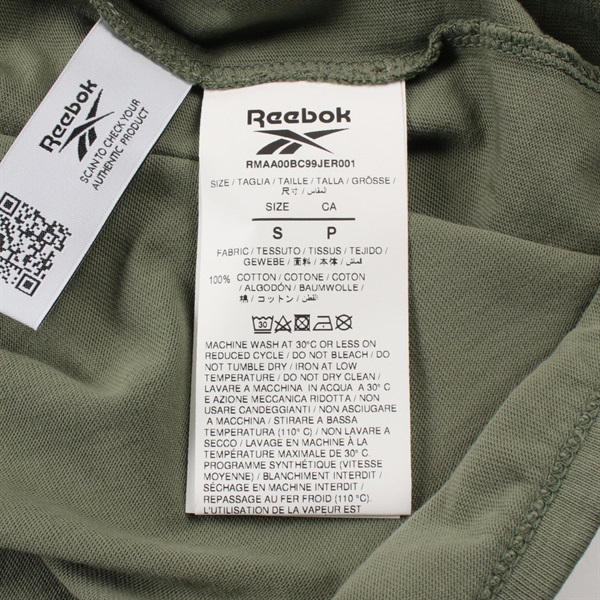 Reebok
SCAN TO CHECK YOUR
AUTHENTIC PRODUCT
Reebok
RMAA00BC99JER001
SIZE / TAGLIA / TAILLE / TALLA / GRÖSSE /
尺寸 / المقاس /
SIZE CA
S P
FABRIC / TESSUTO / TISSUS / TEJIDO /
GEWEBE / 面料 / 本体 / قماش /
100% COTTON / COTONE / COTON
/ ALGODÓN / BAUMWOLLE /
棉 / コットン / القطن /
30
MACHINE WASH AT 30°C OR LESS ON
REDUCED CYCLE / DO NOT BLEACH / DO
NOT TUMBLE DRY / IRON AT LOW
TEMPERATURE / DO NOT DRY CLEAN /
LAVARE A MACCHINA IN ACQUA A 30°C
E AZIONE MECCANICA RIDOTTA / NON
USARE CANDEGGIANTI / NON ASCIUGARE
A MACCHINA / STIRARE A BASSA
TEMPERATURA (110°C) / NON LAVARE A
SECCO / LAVAGE EN MACHINE À LA
TEMPÉRATURE MAXIMALE DE 30° C.
PROGRAMME SYNTHÉTIQUE (VITESSE
MOYENNE) / BLANCHIMENT INTERDIT /
SÉCHAGE EN MACHINE INTERDIT /
REPASSAGE AU FER FROID (110 °C).
L'UTILISATION DE LA VAPEUR EST